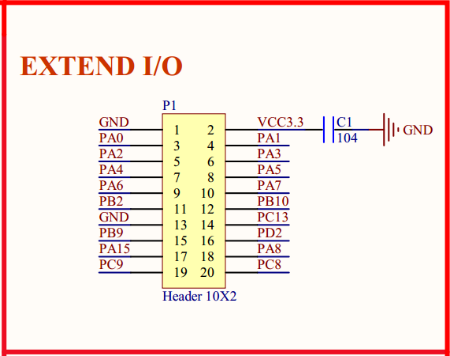 EXTEND I/O
P1
GND 1 2 VCC3.3 C1
PA0 3 4 PA1 104 GND
PA2 5 6 PA3
PA4 7 8 PA5
PA6 9 10 PA7
PB2 11 12 PB10
GND 13 14 PC13
PB9 15 16 PD2
PA15 17 18 PA8
PC9 19 20 PC8
Header 10X2